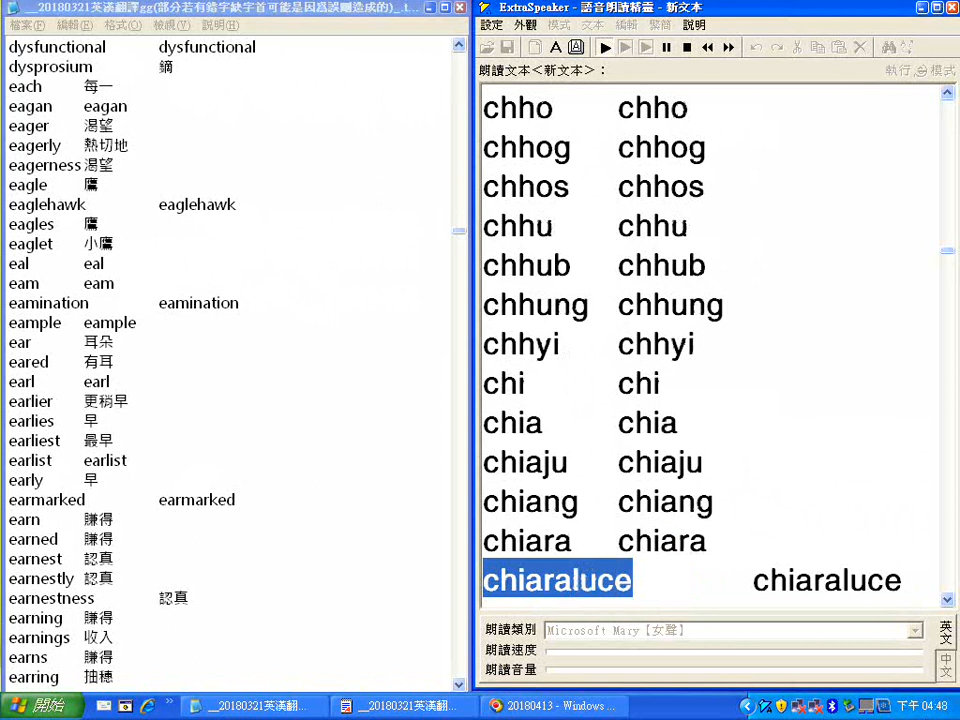 __20180321英漢翻譯gg(部分若有錯字缺字首可能是因為誤刪造成的)_.t...
檔案(F) 編輯(E) 格式(O) 檢視(V) 說明(H)
dysfunctional dysfunctional
dysprosium 鏑
each 每一
eagan eagan
eager 渴望
eagerly 熱切地
eagerness 渴望
eagle 鷹
eaglehawk eaglehawk
eagles 鷹
eaglet 小鷹
eal eal
eam eam
eamination eamination
eample eample
ear 耳朵
eared 有耳
earl earl
earlier 更稍早
earlies 早
earliest 最早
earlist earlist
early 早
earmarked earmarked
earn 賺得
earned 賺得
earnest 認真
earnestly 認真
earnestness 認真
earning 賺得
earnings 收入
earns 賺得
earring 抽穗
ExtraSpeaker - 語音朗讀精靈 - 新文本
設定 外觀 模式 文本 編輯 繁簡 說明
朗讀文本<新文本>：
執行 模式
chho chho
chhog chhog
chhos chhos
chhu chhu
chhub chhub
chhung chhung
chhyi chhyi
chi chi
chia chia
chiaju chiaju
chiang chiang
chiara chiara
chiaraluce chiaraluce
朗讀類別 Microsoft Mary【女聲】
朗讀速度
朗讀音量
英文
中文
開始
__20180321英漢翻...
__20180321英漢翻...
20180413 - Windows ...
下午 04:48